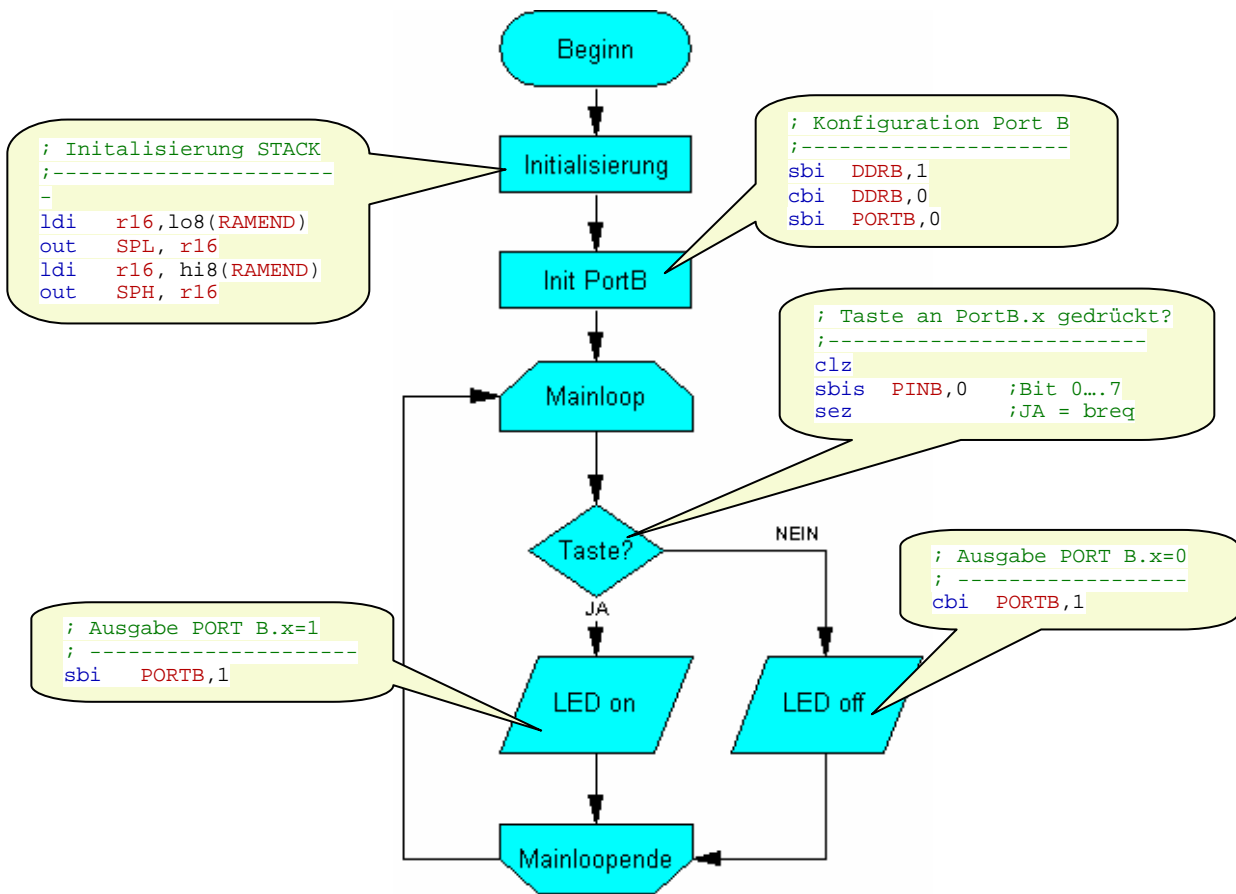 Beginn
; Konfiguration Port B
;---------------------
sbi DDRB,1
cbi DDRB,0
sbi PORTB,0
; Initalisierung STACK
;----------------------
-
ldi r16,lo8(RAMEND)
out SPL, r16
ldi r16, hi8(RAMEND)
out SPH, r16
Initialisierung
Init PortB
; Taste an PortB.x gedrückt?
;-------------------------
clz
sbis PINB,0 ;Bit 0….7
sez ;JA = breq
Mainloop
Taste?
NEIN
JA
; Ausgabe PORT B.x=0
; ------------------
cbi PORTB,1
; Ausgabe PORT B.x=1
; ---------------------
sbi PORTB,1
LED on
LED off
Mainloopende